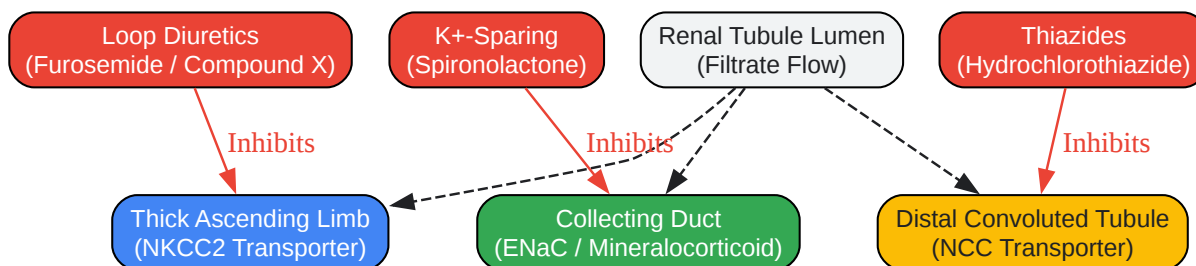 Loop Diuretics
(Furosemide / Compound X)
K+-Sparing
(Spironolactone)
Renal Tubule Lumen
(Filtrate Flow)
Thiazides
(Hydrochlorothiazide)
Inhibits
Inhibits
Inhibits
Thick Ascending Limb
(NKCC2 Transporter)
Collecting Duct
(ENaC / Mineralocorticoid)
Distal Convoluted Tubule
(NCC Transporter)